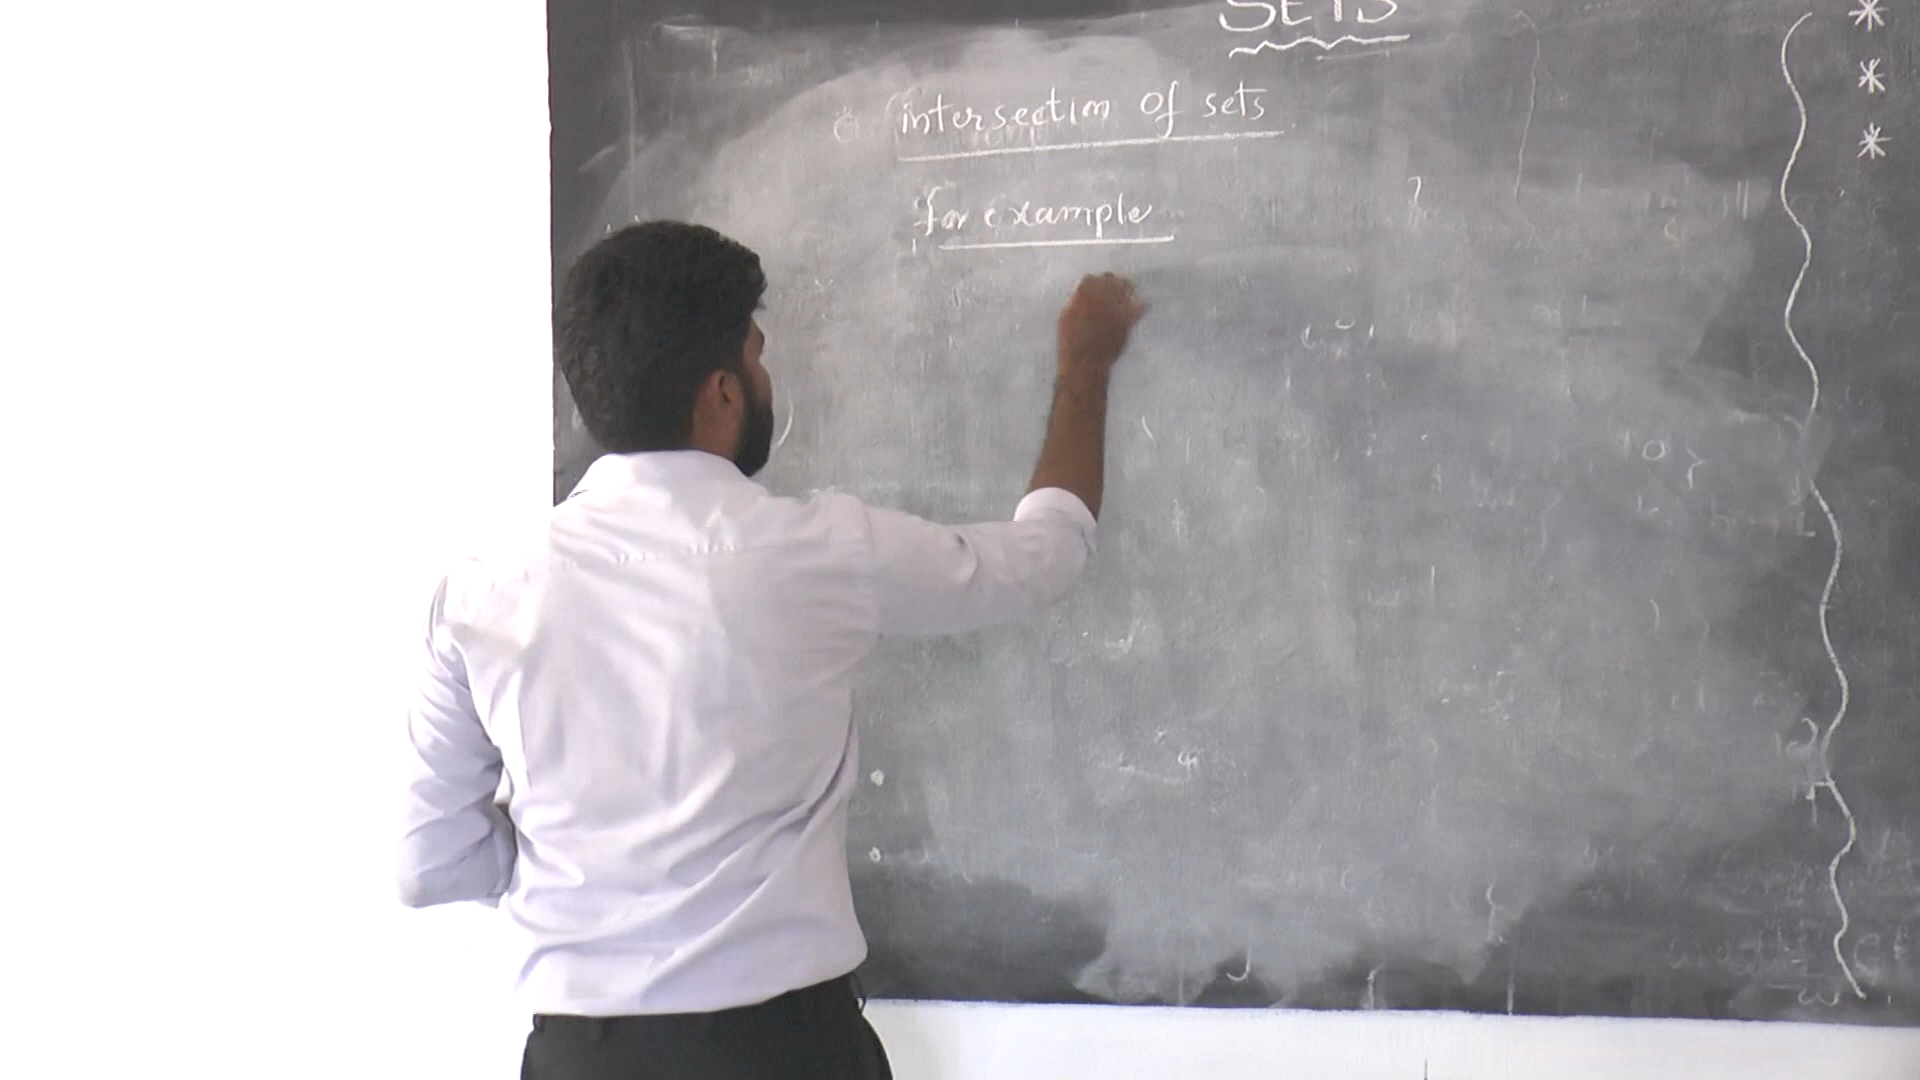 SETS
intersection of sets
for example
*
*
*